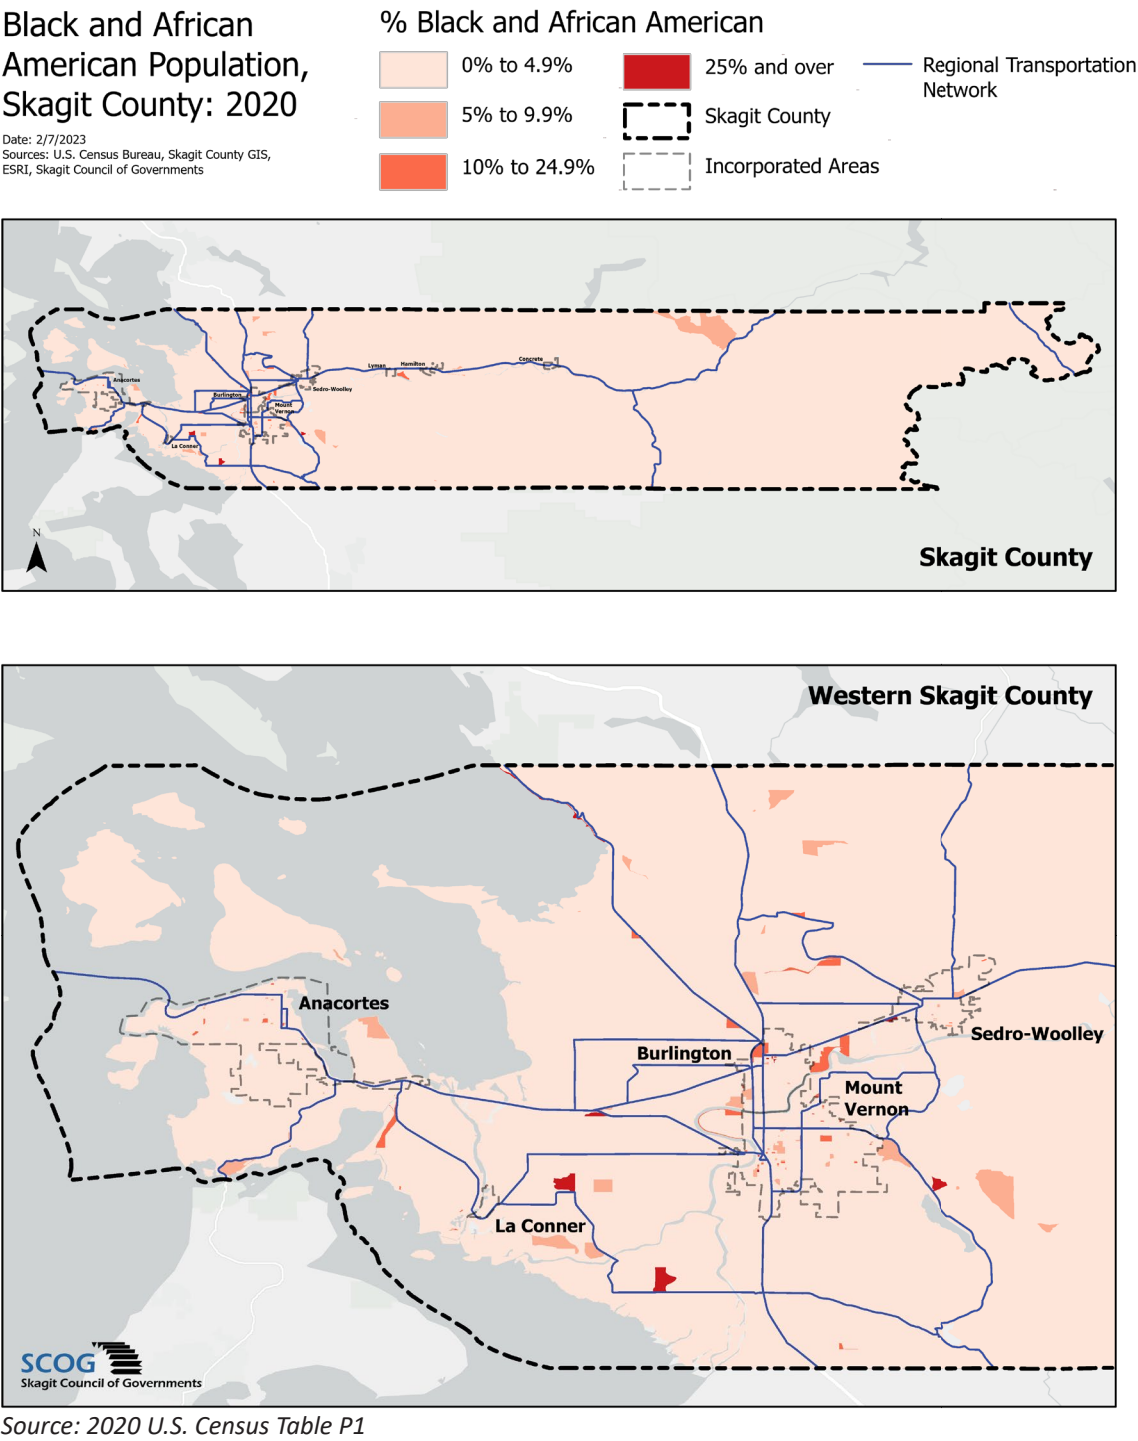 Black and African
American Population,
Skagit County: 2020
Date: 2/7/2023
Sources: U.S. Census Bureau, Skagit County GIS,
ESRI, Skagit Council of Governments
% Black and African American
0% to 4.9%
5% to 9.9%
10% to 24.9%
25% and over
Skagit County
Incorporated Areas
Regional Transportation
Network
Anacortes
Burlington
Mount
Vernon
La Conner
Sedro-Woolley
Lyman
Hamilton
Concrete
N
Skagit County
Western Skagit County
Anacortes
Burlington
Sedro-Woolley
Mount
Vernon
La Conner
SCOG
Skagit Council of Governments
Source: 2020 U.S. Census Table P1